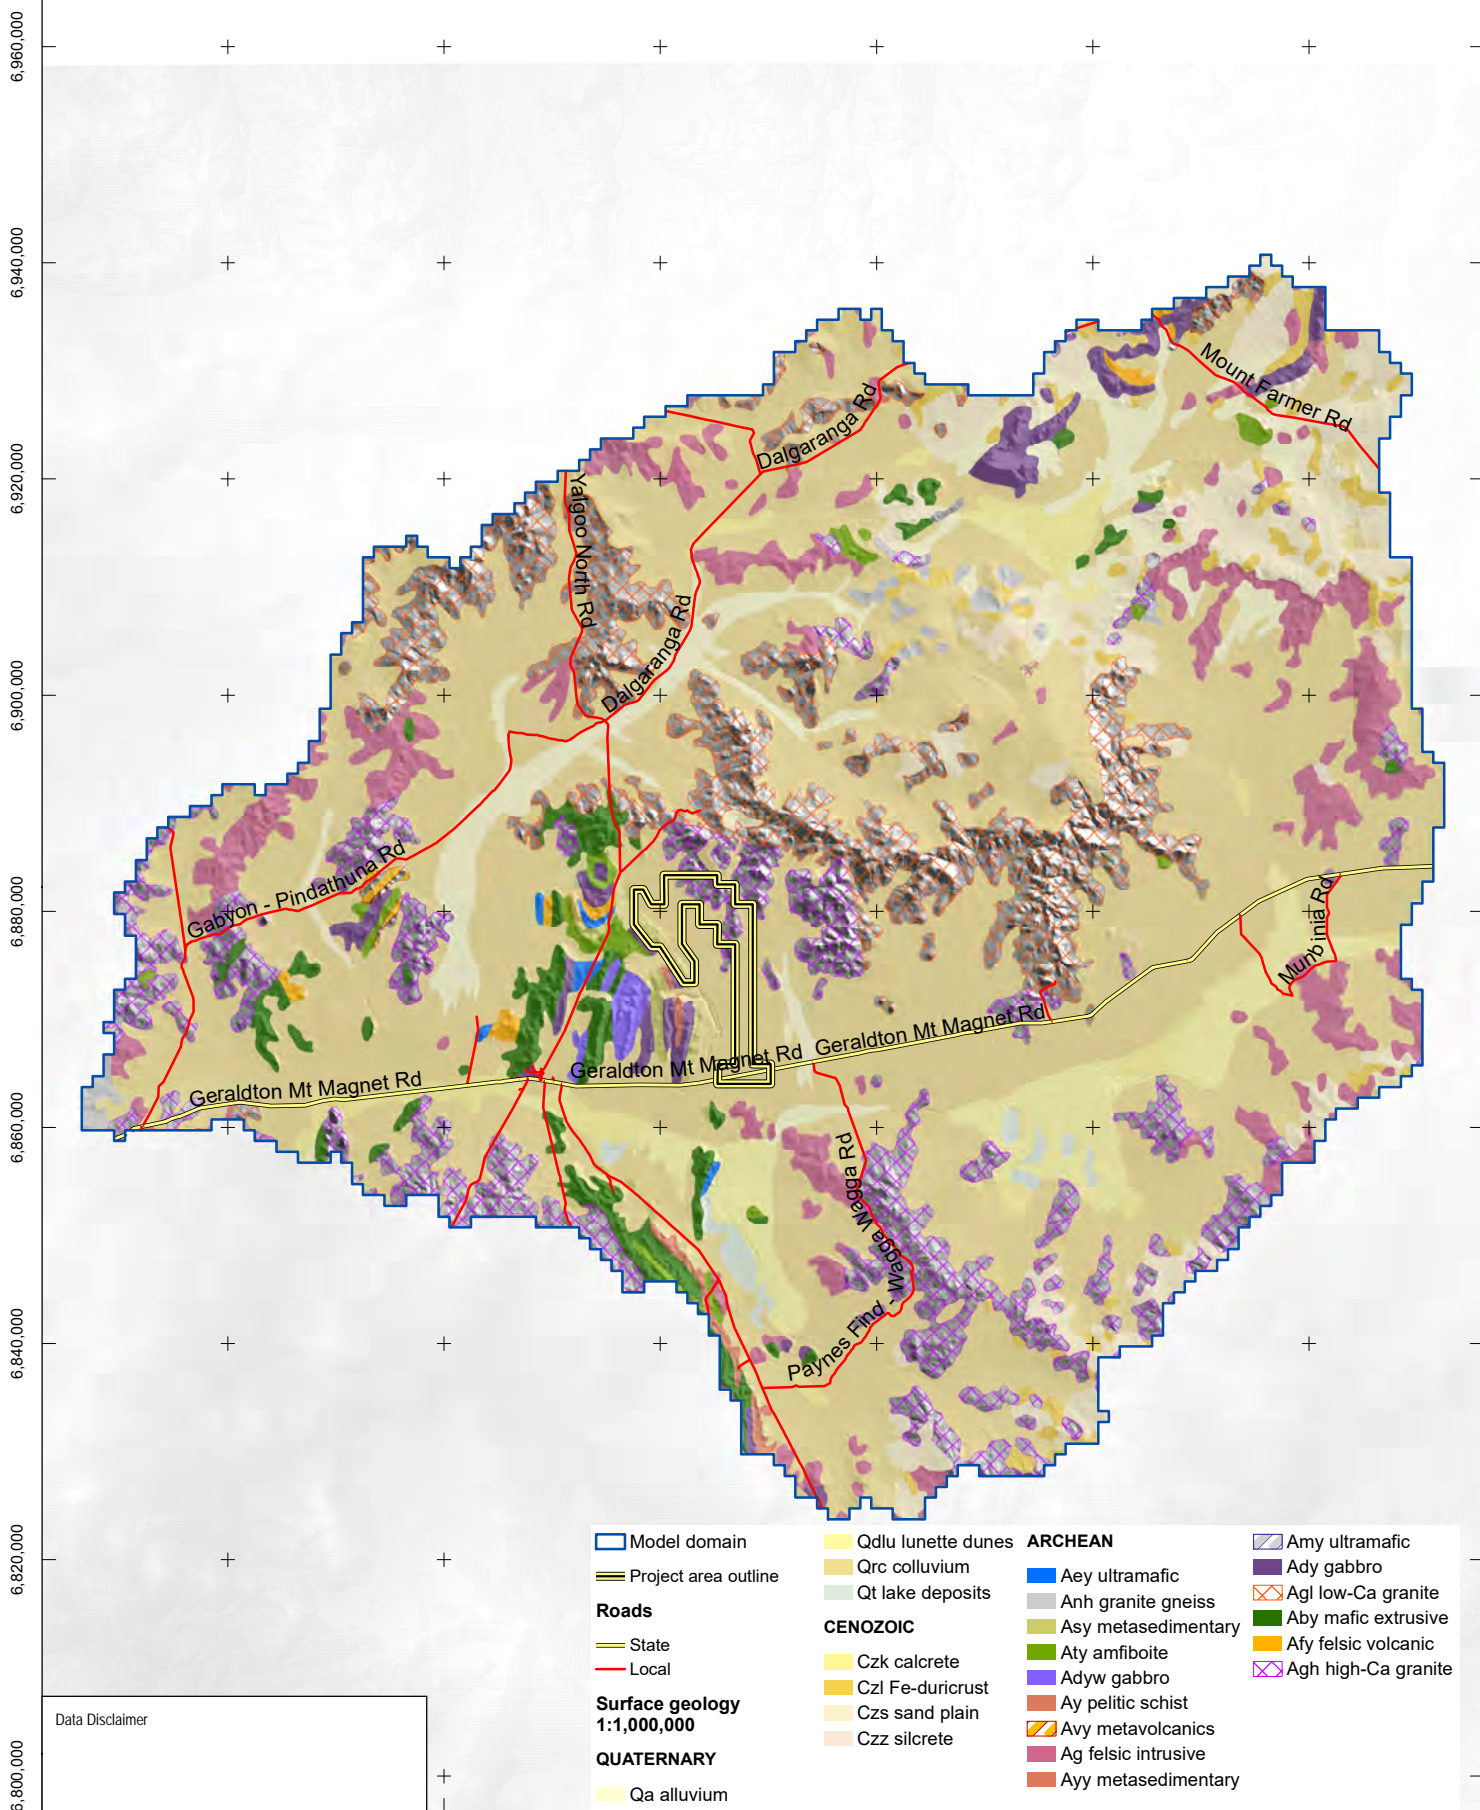 6,960,000
6,940,000
6,920,000
6,900,000
6,880,000
6,860,000
6,840,000
6,820,000
6,800,000
Mount Farmer Rd
Dalgaranga Rd
Yalgoo North Rd
Dalgaranga Rd
Gabyon - Pindathuna Rd
Munbinia Rd
Geraldton Mt Magnet Rd
Geraldton Mt Magnet Rd
Geraldton Mt Magnet Rd
Paynes Find - Wagga Wagga Rd
Model domain
Project area outline
Roads
State
Local
Surface geology
1:1,000,000
QUATERNARY
Qa alluvium
Qdlu lunette dunes
Qrc colluvium
Qt lake deposits
CENOZOIC
Czk calcrete
Czl Fe-duricrust
Czs sand plain
Czz silcrete
ARCHEAN
Aey ultramafic
Anh granite gneiss
Asy metasedimentary
Aty amfiboite
Adyw gabbro
Ay pelitic schist
Avy metavolcanics
Ag felsic intrusive
Ayy metasedimentary
Amy ultramafic
Ady gabbro
Agl low-Ca granite
Aby mafic extrusive
Afy felsic volcanic
Agh high-Ca granite
Data Disclaimer